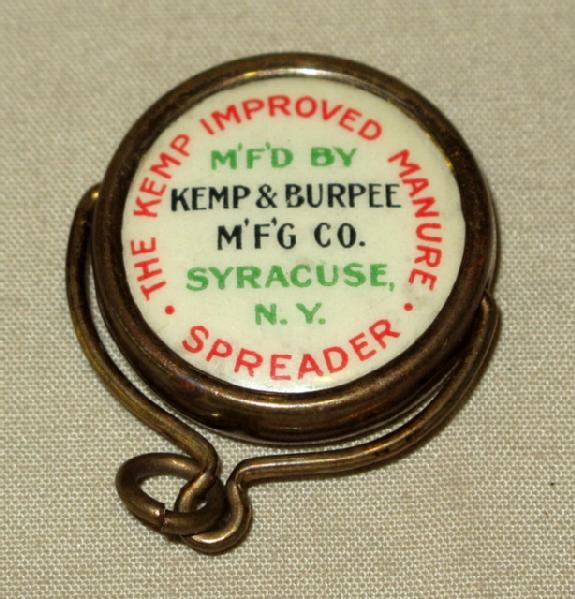 THE KEMP IMPROVED MANURE
M'F'D BY
KEMP & BURPEE
M'F'G CO.
SYRACUSE,
N. Y.
• SPREADER •